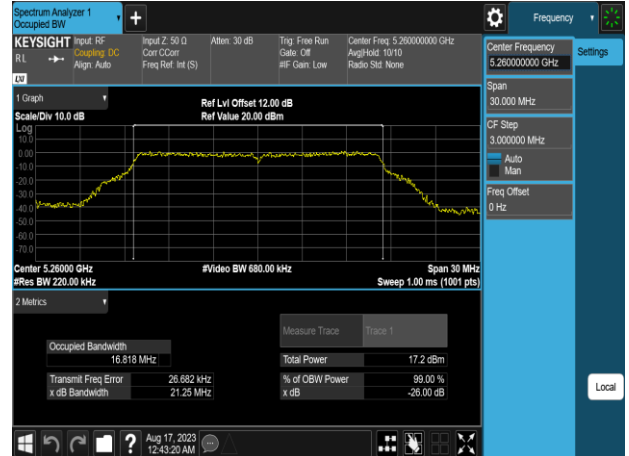 Spectrum Analyzer 1
Occupied BW
Frequency
KEYSIGHT
R L
LXI
Input: RF
Coupling: DC
Align: Auto
Input Z: 50 Ω
Corr CCorr
Freq Ref: Int (S)
Atten: 30 dB
Trig: Free Run
Gate: Off
#IF Gain: Low
Center Freq: 5.260000000 GHz
Avg|Hold: 10/10
Radio Std: None
Center Frequency
5.260000000 GHz
Settings
Span
30.000 MHz
CF Step
3.000000 MHz
Auto
Man
Freq Offset
0 Hz
Local
1 Graph
Scale/Div 10.0 dB
Ref Lvl Offset 12.00 dB
Ref Value 20.00 dBm
Log
10.0
0.00
-10.0
-20.0
-30.0
-40.0
-50.0
-60.0
-70.0
Center 5.26000 GHz
#Res BW 220.00 kHz
#Video BW 680.00 kHz
Span 30 MHz
Sweep 1.00 ms (1001 pts)
2 Metrics
Measure Trace Trace 1
Occupied Bandwidth
16.818 MHz
Total Power 17.2 dBm
Transmit Freq Error 26.682 kHz
% of OBW Power 99.00 %
x dB Bandwidth 21.25 MHz
x dB -26.00 dB
?
Aug 17, 2023
12:43:20 AM